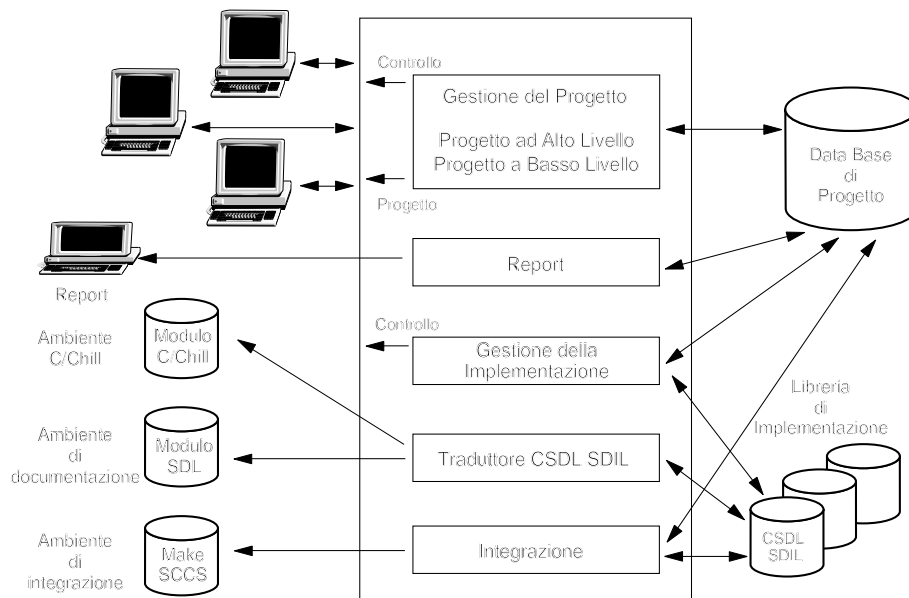 Controllo
Gestione del Progetto
Progetto ad Alto Livello
Progetto a Basso Livello
Progetto
Data Base
di
Progetto
Report
Report
Controllo
Ambiente
C/Chill
Modulo
C/Chill
Gestione della
Implementazione
Libreria
di
Implementazione
Ambiente
di
documentazione
Modulo
SDL
Traduttore CSDL SDIL
Ambiente
di
integrazione
Make
SCCS
Integrazione
CSDL
SDIL